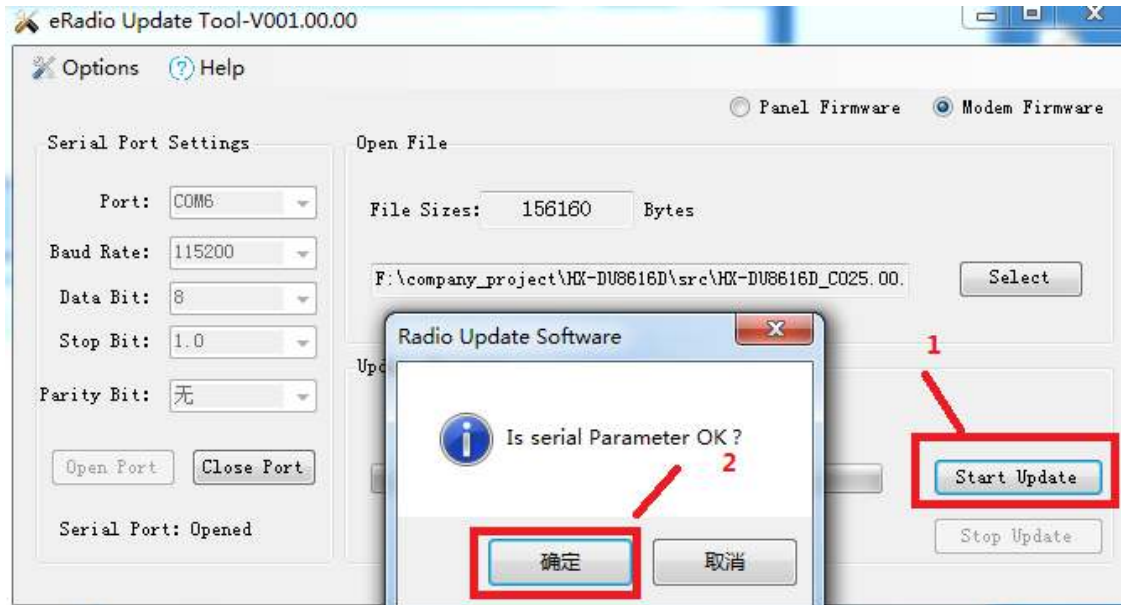 eRadio Update Tool-V001.00.00
Options Help
Panel Firmware Modem Firmware
Serial Port Settings
Port: COM6
Baud Rate: 115200
Data Bit: 8
Stop Bit: 1.0
Parity Bit: 无
Open Port Close Port
Serial Port: Opened
Open File
File Sizes: 156160 Bytes
F:\company_project\HX-DU8616D\src\HX-DU8616D_C025.00. Select
Upd
Radio Update Software
Is serial Parameter OK ?
确定 取消
1
2
Start Update
Stop Update